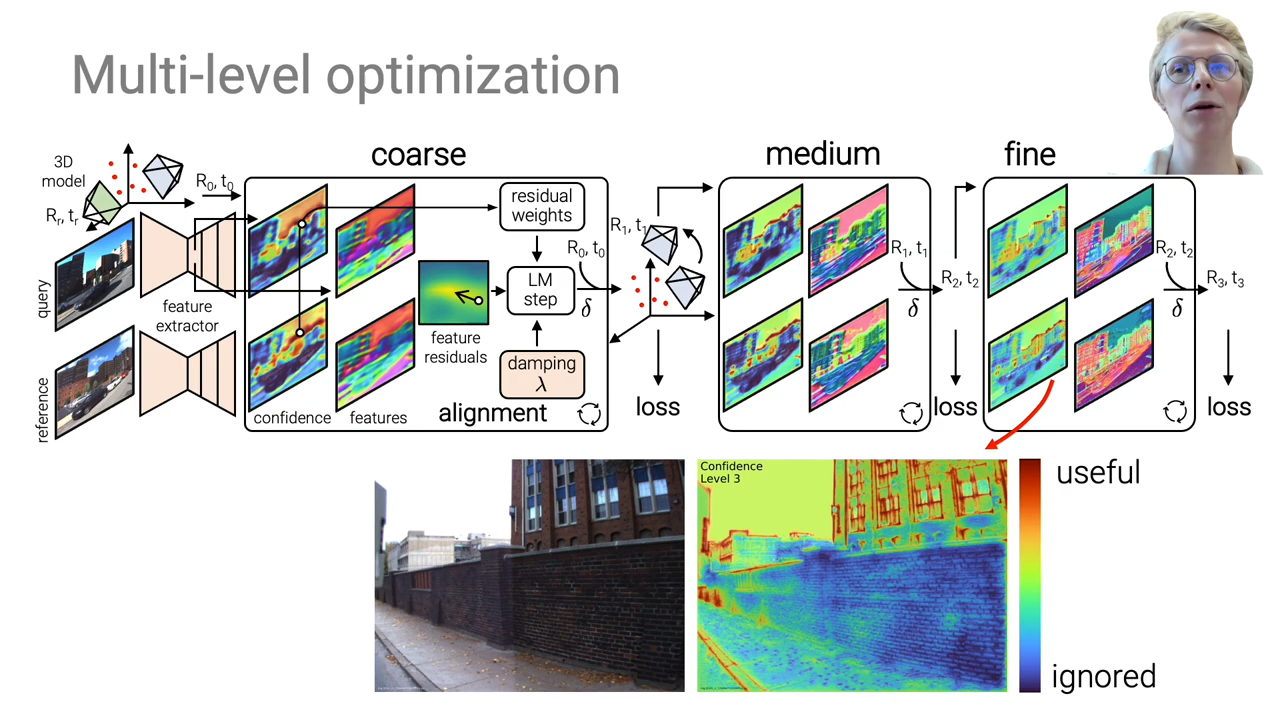 Multi-level optimization
coarse
medium
fine
3D
model
R₀, t₀
Rᵣ, tᵣ
query
reference
feature
extractor
confidence
features
feature
residuals
residual
weights
LM
step
damping
λ
alignment
R₀, t₀
δ
R₁, t₁
loss
R₁, t₁
δ
R₂, t₂
loss
R₂, t₂
δ
R₃, t₃
loss
Confidence
Level 3
useful
ignored